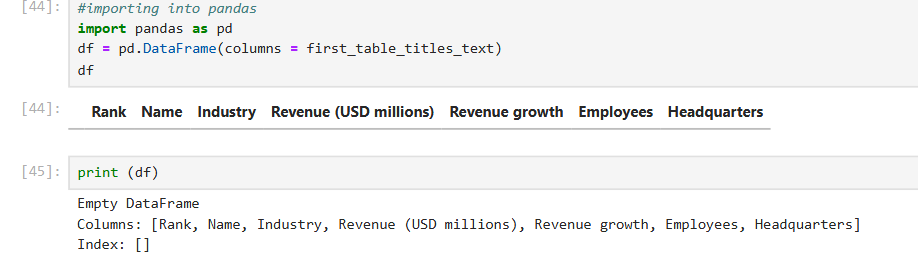 [44]: #importing into pandas
import pandas as pd
df = pd.DataFrame(columns = first_table_titles_text)
df
[44]: Rank Name Industry Revenue (USD millions) Revenue growth Employees Headquarters
[45]: print (df)
Empty DataFrame
Columns: [Rank, Name, Industry, Revenue (USD millions), Revenue growth, Employees, Headquarters]
Index: []